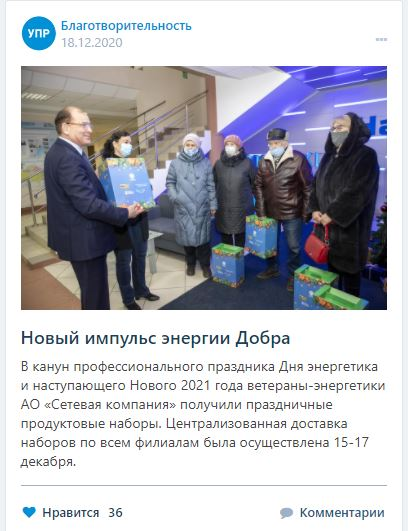 УПР
Благотворительность
18.12.2020
На
Новый импульс энергии Добра
В канун профессионального праздника Дня энергетика
и наступающего Нового 2021 года ветераны-энергетики
АО «Сетевая компания» получили праздничные
продуктовые наборы. Централизованная доставка
наборов по всем филиалам была осуществлена 15-17
декабря.
Нравится 36
Комментарии